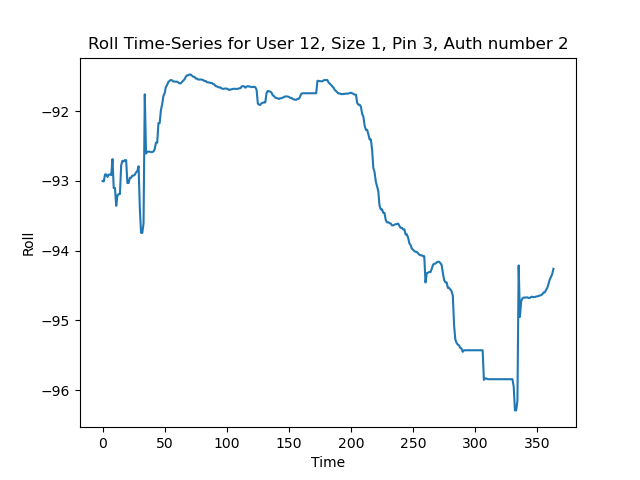 Roll Time-Series for User 12, Size 1, Pin 3, Auth number 2
−92
−93
−94
−95
−96
Roll
0 50 100 150 200 250 300 350
Time